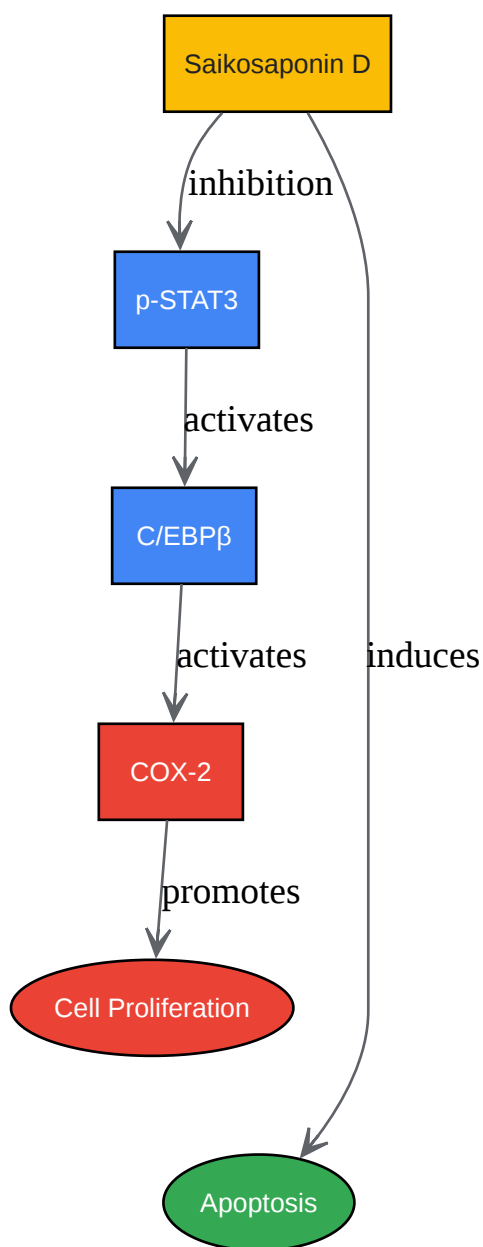 Saikosaponin D
inhibition
p-STAT3
activates
C/EBPβ
activates
induces
COX-2
promotes
Cell Proliferation
Apoptosis